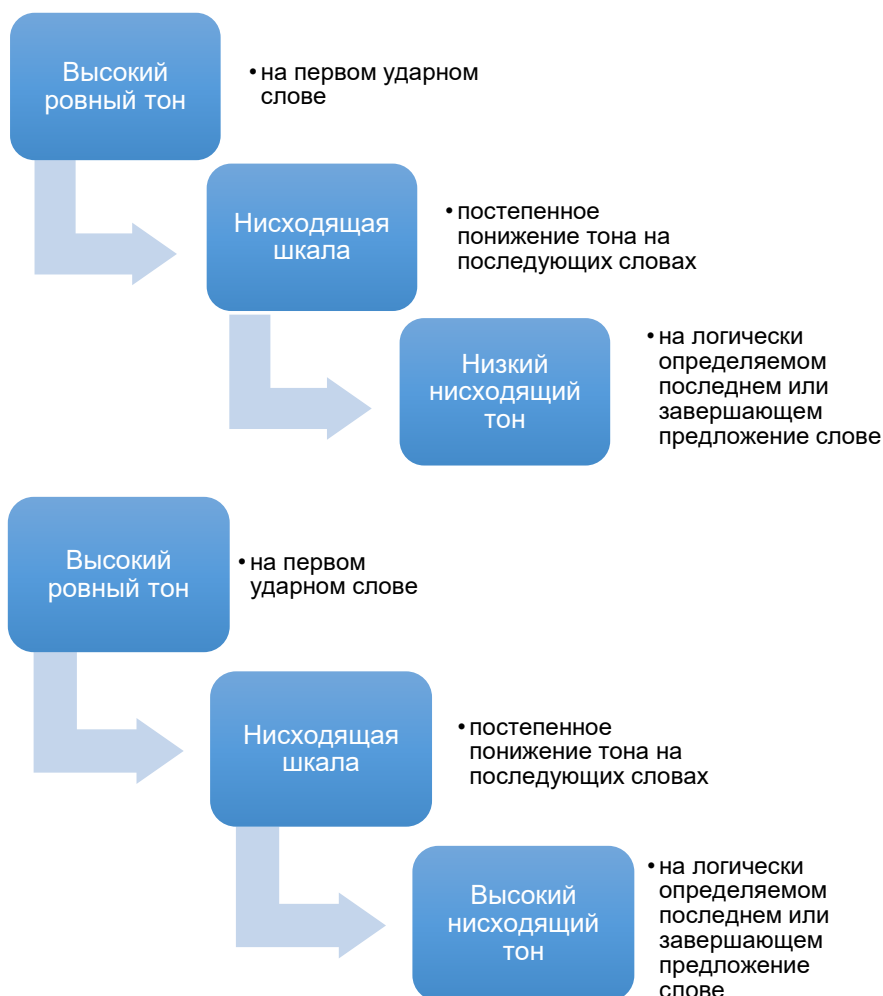 Высокий
ровный тон
• на первом ударном
слове
Нисходящая
шкала
• постепенное
понижение тона на
последующих словах
Низкий
нисходящий
тон
• на логически
определяемом
последнем или
завершающем
предложение слове
Высокий
ровный тон
• на первом
ударном слове
Нисходящая
шкала
• постепенное
понижение тона на
последующих словах
Высокий
нисходящий
тон
• на логически
определяемом
последнем или
завершающем
предложение
слове